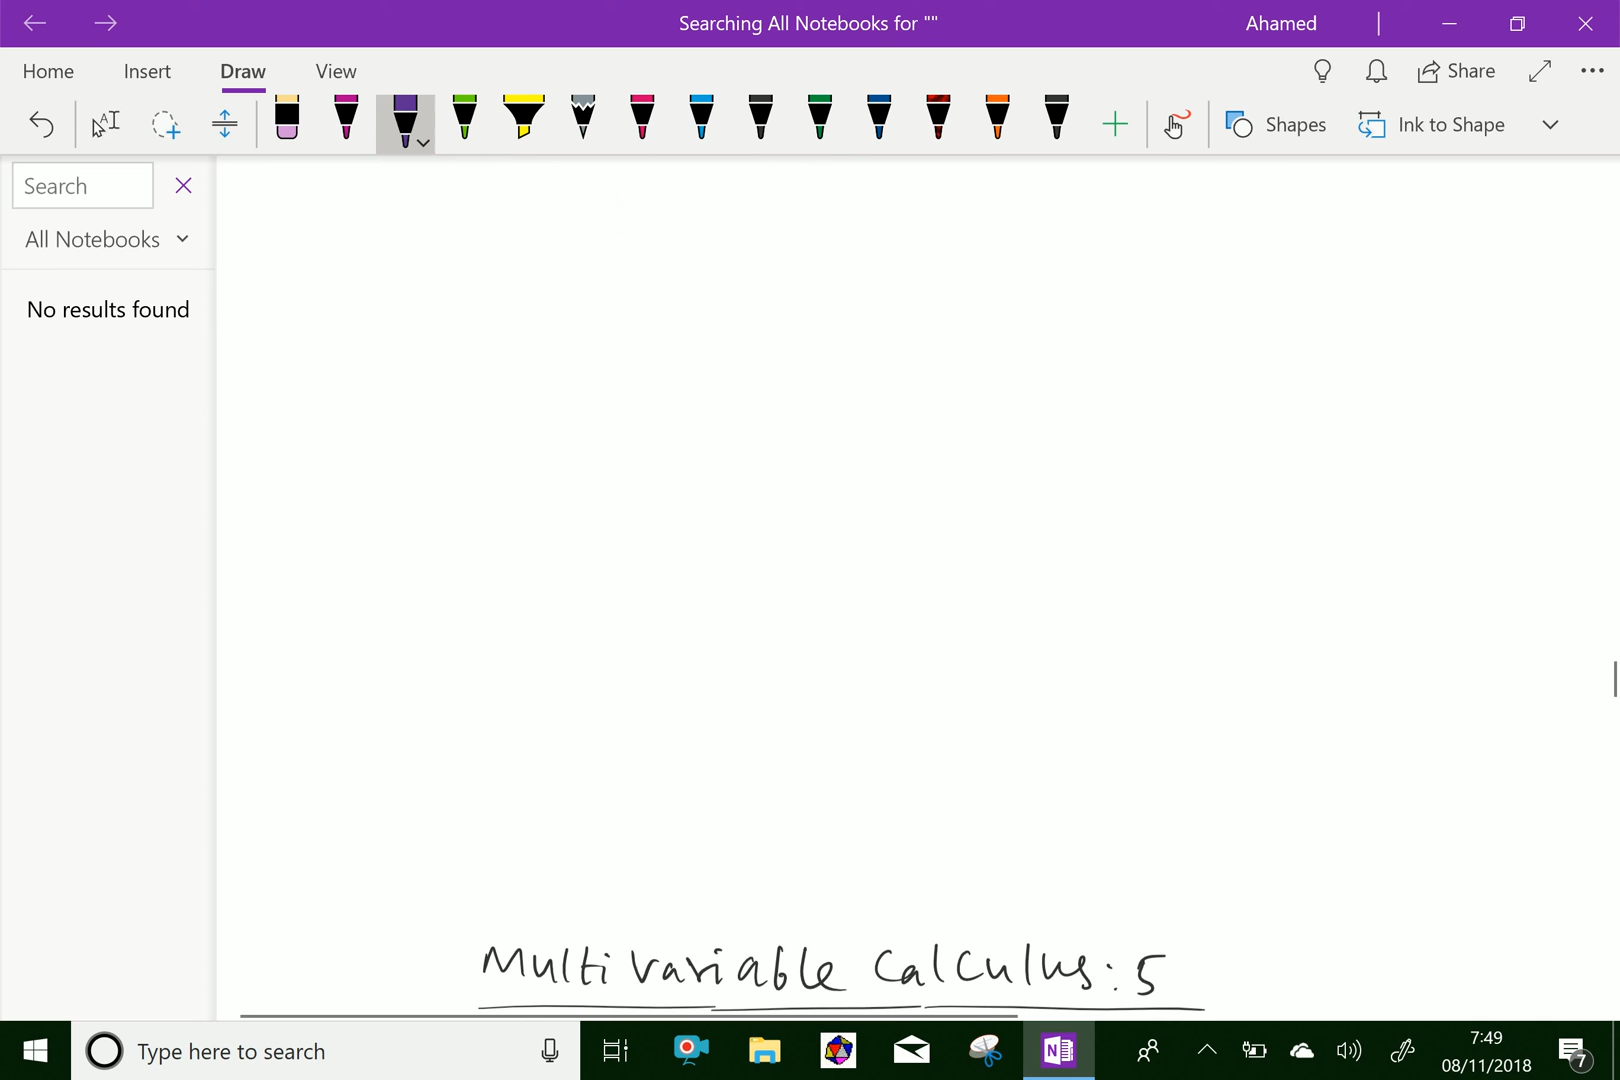 Searching All Notebooks for ""
Ahamed
Home Insert Draw View
Share
Shapes
Ink to Shape
Search
All Notebooks
No results found
Multivariable Calculus: 5
Type here to search
7:49
08/11/2018
7